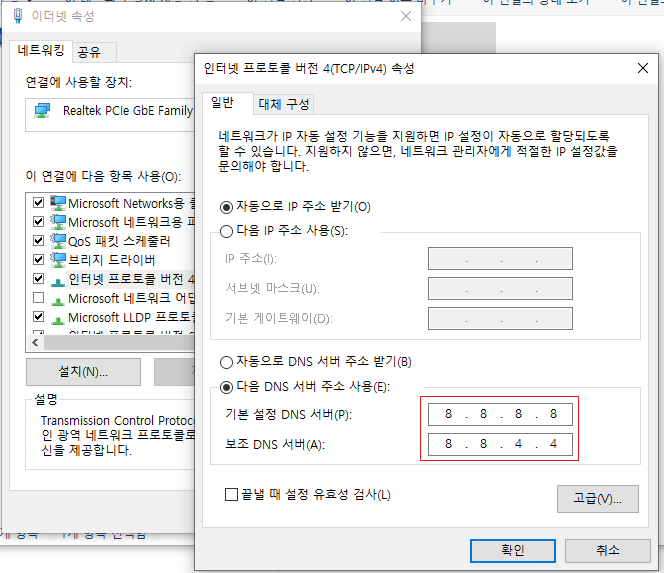 이더넷 속성
네트워킹
공유
연결에 사용할 장치:
Realtek PCIe GbE Family
이 연결에 다음 항목 사용(O):
Microsoft Networks용
Microsoft 네트워크용
QoS 패킷 스케줄러
브리지 드라이버
인터넷 프로토콜 버전 4
Microsoft 네트워크
Microsoft LLDP 프로토
설치(N)...
설명
Transmission Control Protoc
인 광역 네트워크 프로토콜로
신을 제공합니다.
인터넷 프로토콜 버전 4(TCP/IPv4) 속성
일반
대체 구성
네트워크가 IP 자동 설정 기능을 지원하면 IP 설정이 자동으로 할당되도록
할 수 있습니다. 지원하지 않으면, 네트워크 관리자에게 적절한 IP 설정값을
문의해야 합니다.
자동으로 IP 주소 받기(O)
다음 IP 주소 사용(S):
IP 주소(I):
서브넷 마스크(U):
기본 게이트웨이(D):
자동으로 DNS 서버 주소 받기(B)
다음 DNS 서버 주소 사용(E):
기본 설정 DNS 서버(P):
8 . 8 . 8 . 8
보조 DNS 서버(A):
8 . 8 . 4 . 4
끝낼 때 설정 유효성 검사(L)
고급(V)...
확인
취소